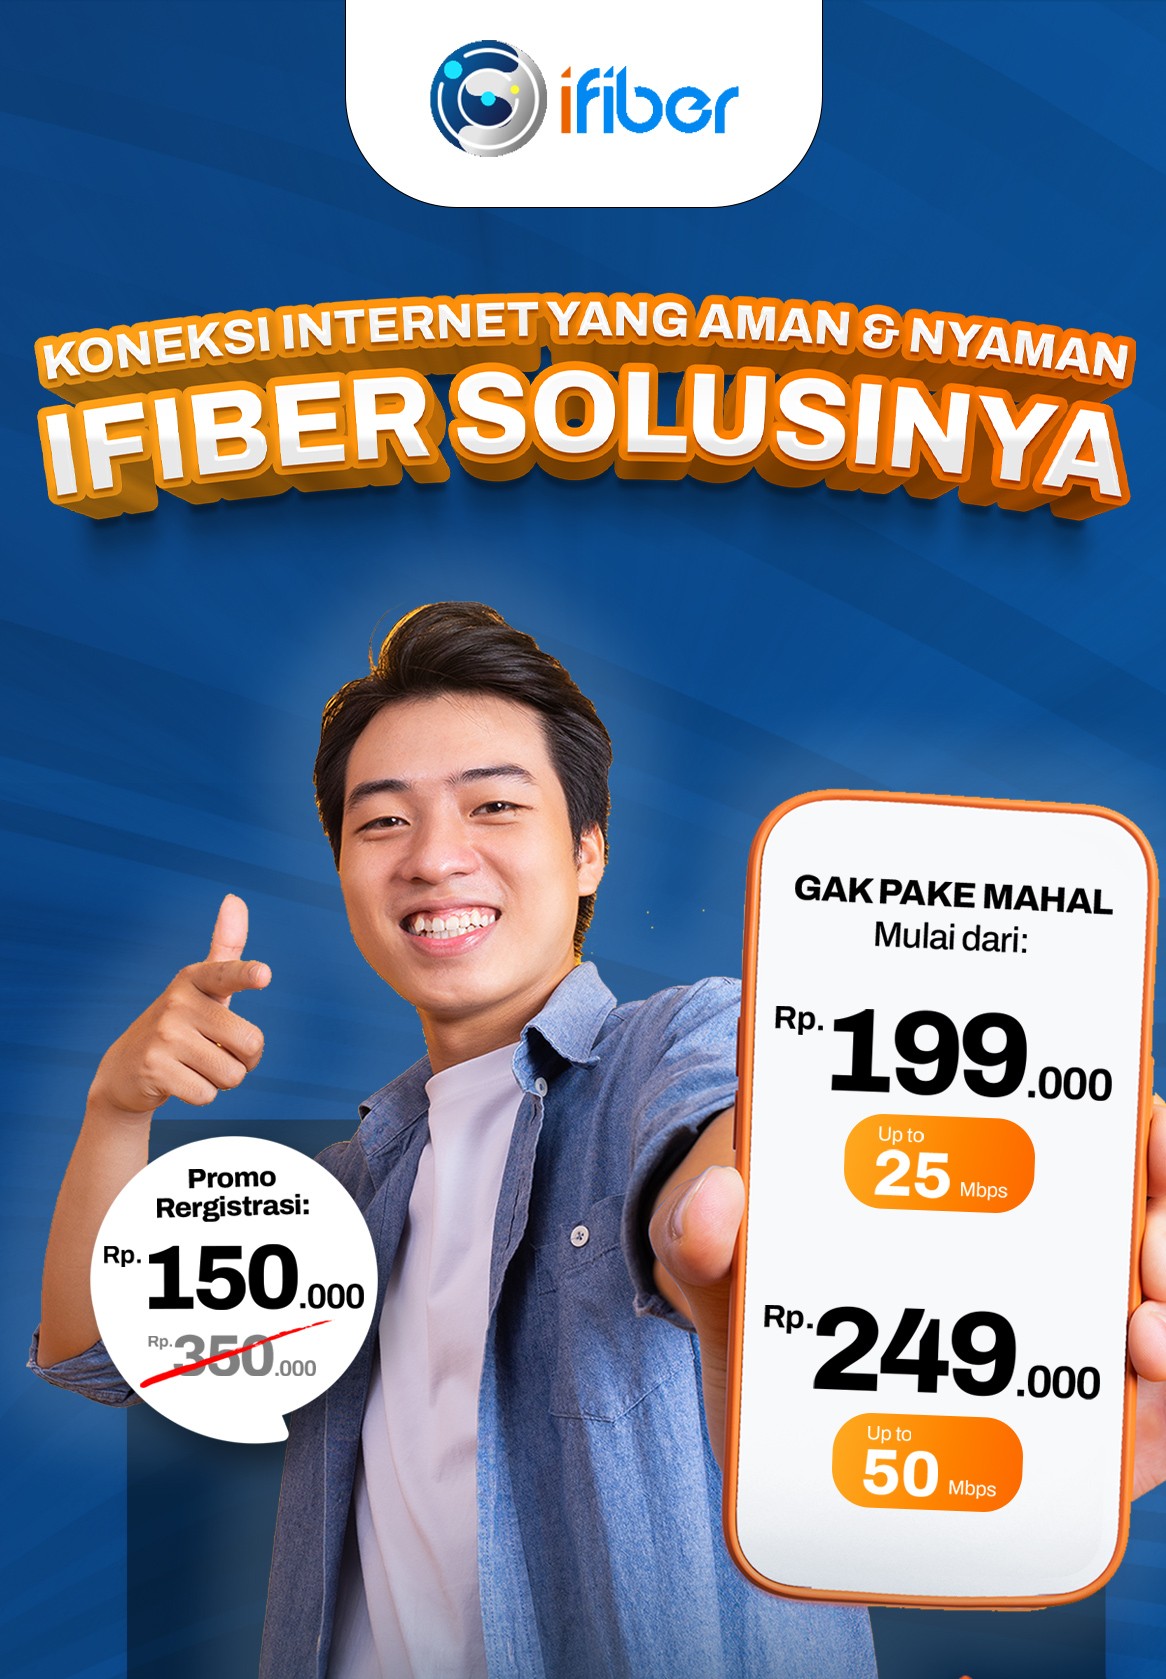 ifiber
KONEKSI INTERNET YANG AMAN & NYAMAN
IFIBER SOLUSINYA
GAK PAKE MAHAL
Mulai dari:
Rp. 199.000
Up to
25 Mbps
Rp. 249.000
Up to
50 Mbps
Promo
Rergistrasi:
Rp. 150.000
Rp. 350.000